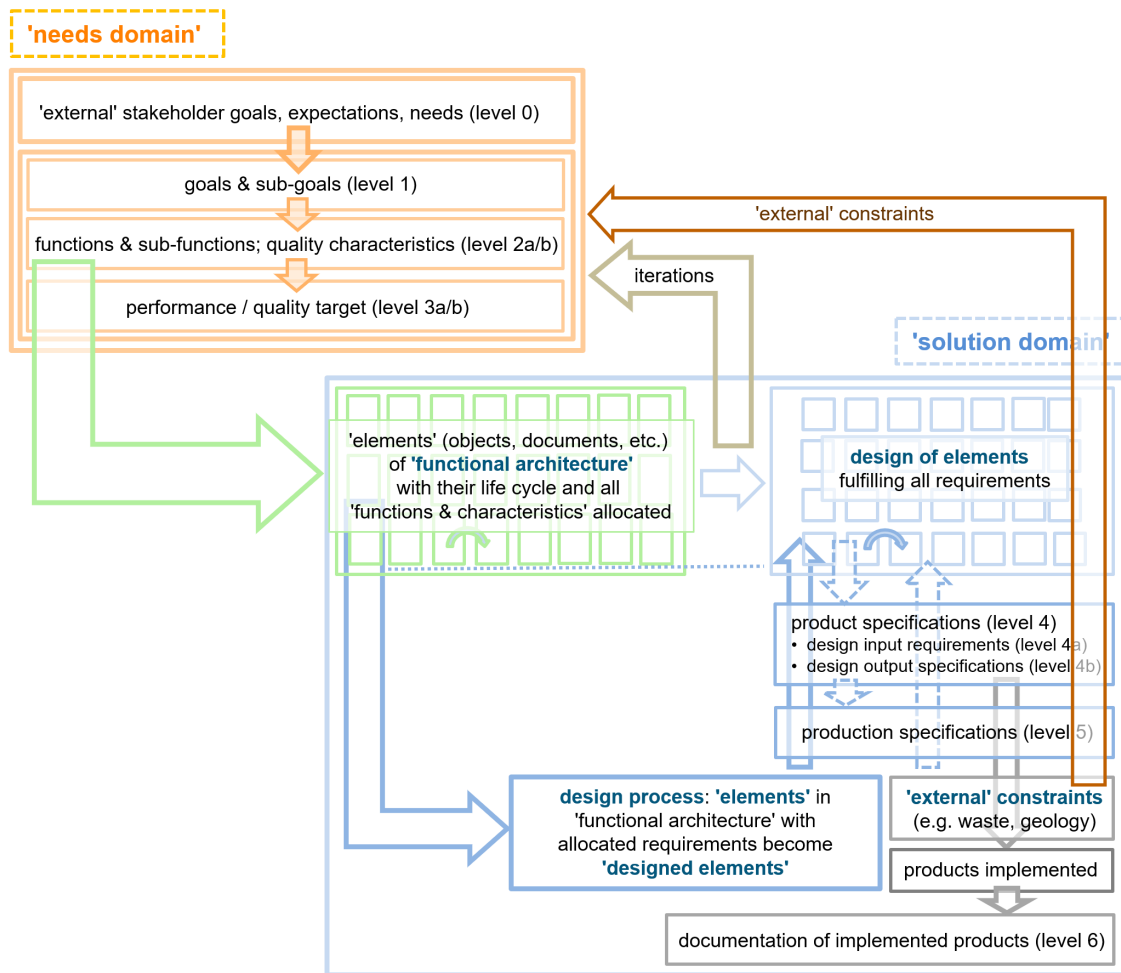 'needs domain'
'external' stakeholder goals, expectations, needs (level 0)
goals & sub-goals (level 1)
functions & sub-functions; quality characteristics (level 2a/b)
performance / quality target (level 3a/b)
'external' constraints
iterations
'solution domain'
'elements' (objects, documents, etc.)
of 'functional architecture'
with their life cycle and all
'functions & characteristics' allocated
design of elements
fulfilling all requirements
product specifications (level 4)
• design input requirements (level 4a)
• design output specifications (level 4b)
production specifications (level 5)
design process: 'elements' in
'functional architecture' with
allocated requirements become
'designed elements'
'external' constraints
(e.g. waste, geology)
products implemented
documentation of implemented products (level 6)